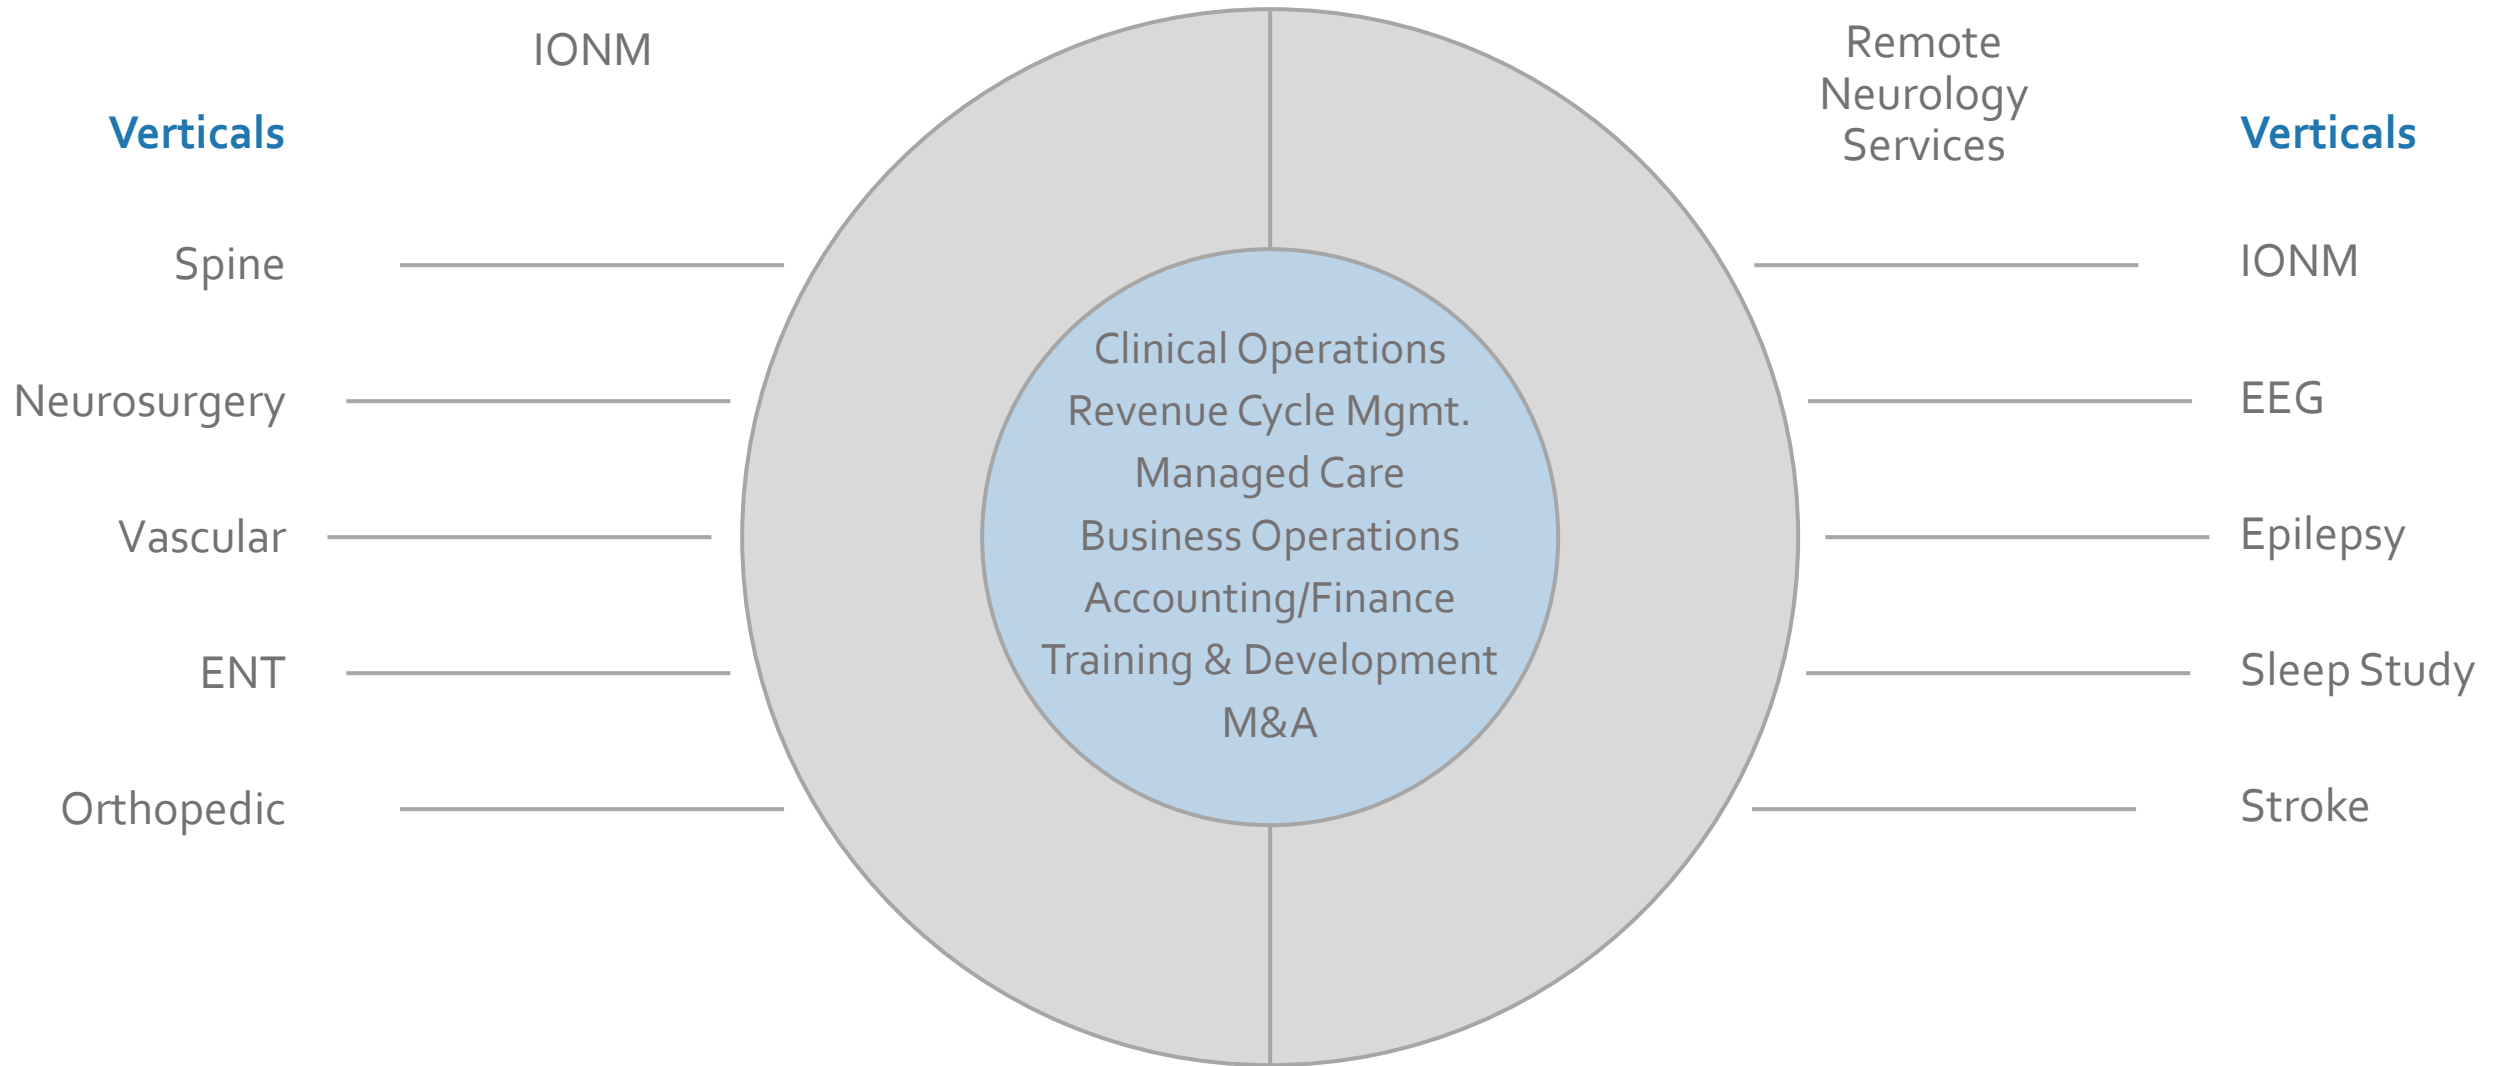 IONM
Verticals
Spine
Neurosurgery
Vascular
ENT
Orthopedic
Clinical Operations
Revenue Cycle Mgmt.
Managed Care
Business Operations
Accounting/Finance
Training & Development
M&A
Remote
Neurology
Services
Verticals
IONM
EEG
Epilepsy
Sleep Study
Stroke